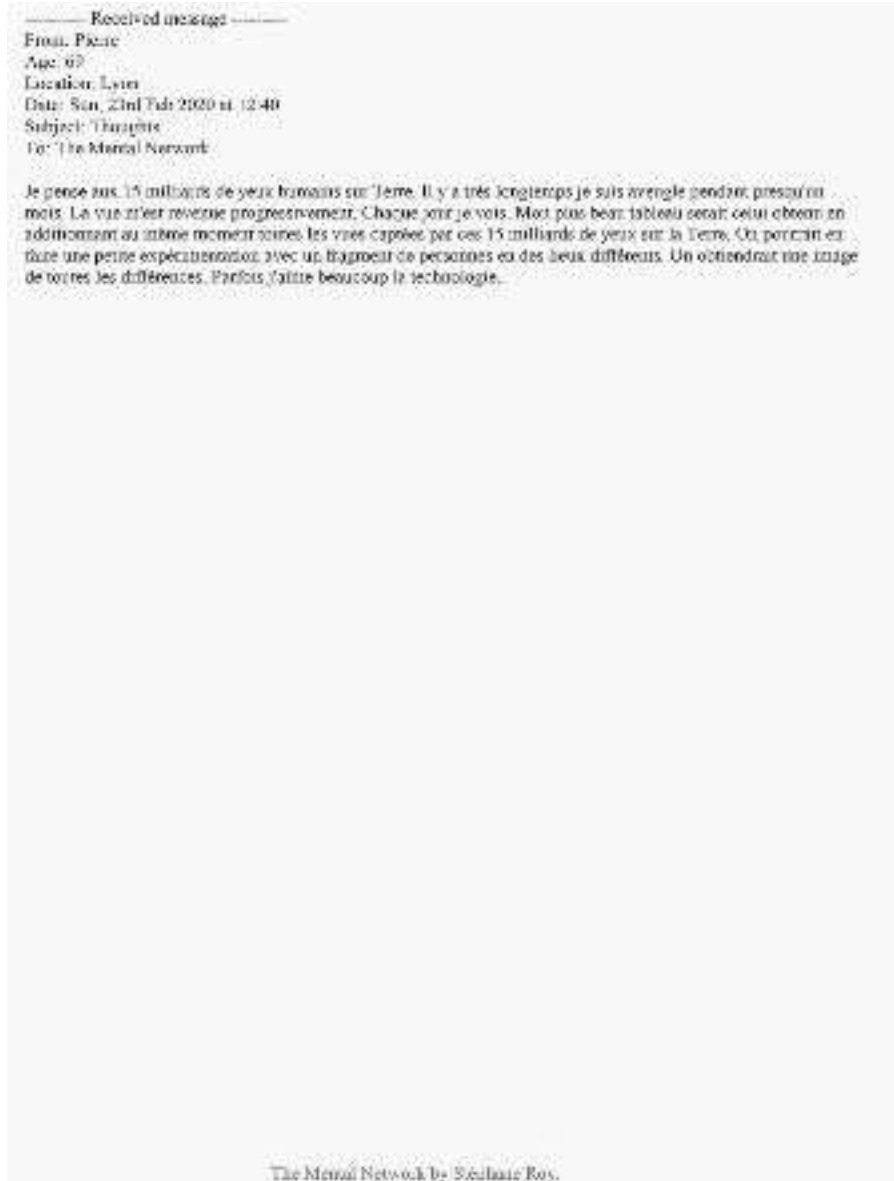 ---------- Received message ----------
From: Pierre
Age: 69
Location: Lyon
Date: Sun, 23rd Feb 2020 at 12:40
Subject: Thoughts
To: The Mental Network
Je pense aux 15 milliards de yeux humains sur Terre. Il y a très longtemps je suis aveugle pendant presqu'un
mois. La vue m'est revenue progressivement. Chaque jour je vois. Mon plus beau tableau serait celui obtenu en
additionnant au même moment toutes les vues captées par ces 15 milliards de yeux sur la Terre. On pourrait en
faire une petite expérimentation avec un fragment de personnes en des lieux différents. On obtiendrait une image
de toutes les différences. Parfois j'aime beaucoup la technologie.
The Mental Network by Stéphane Roy.